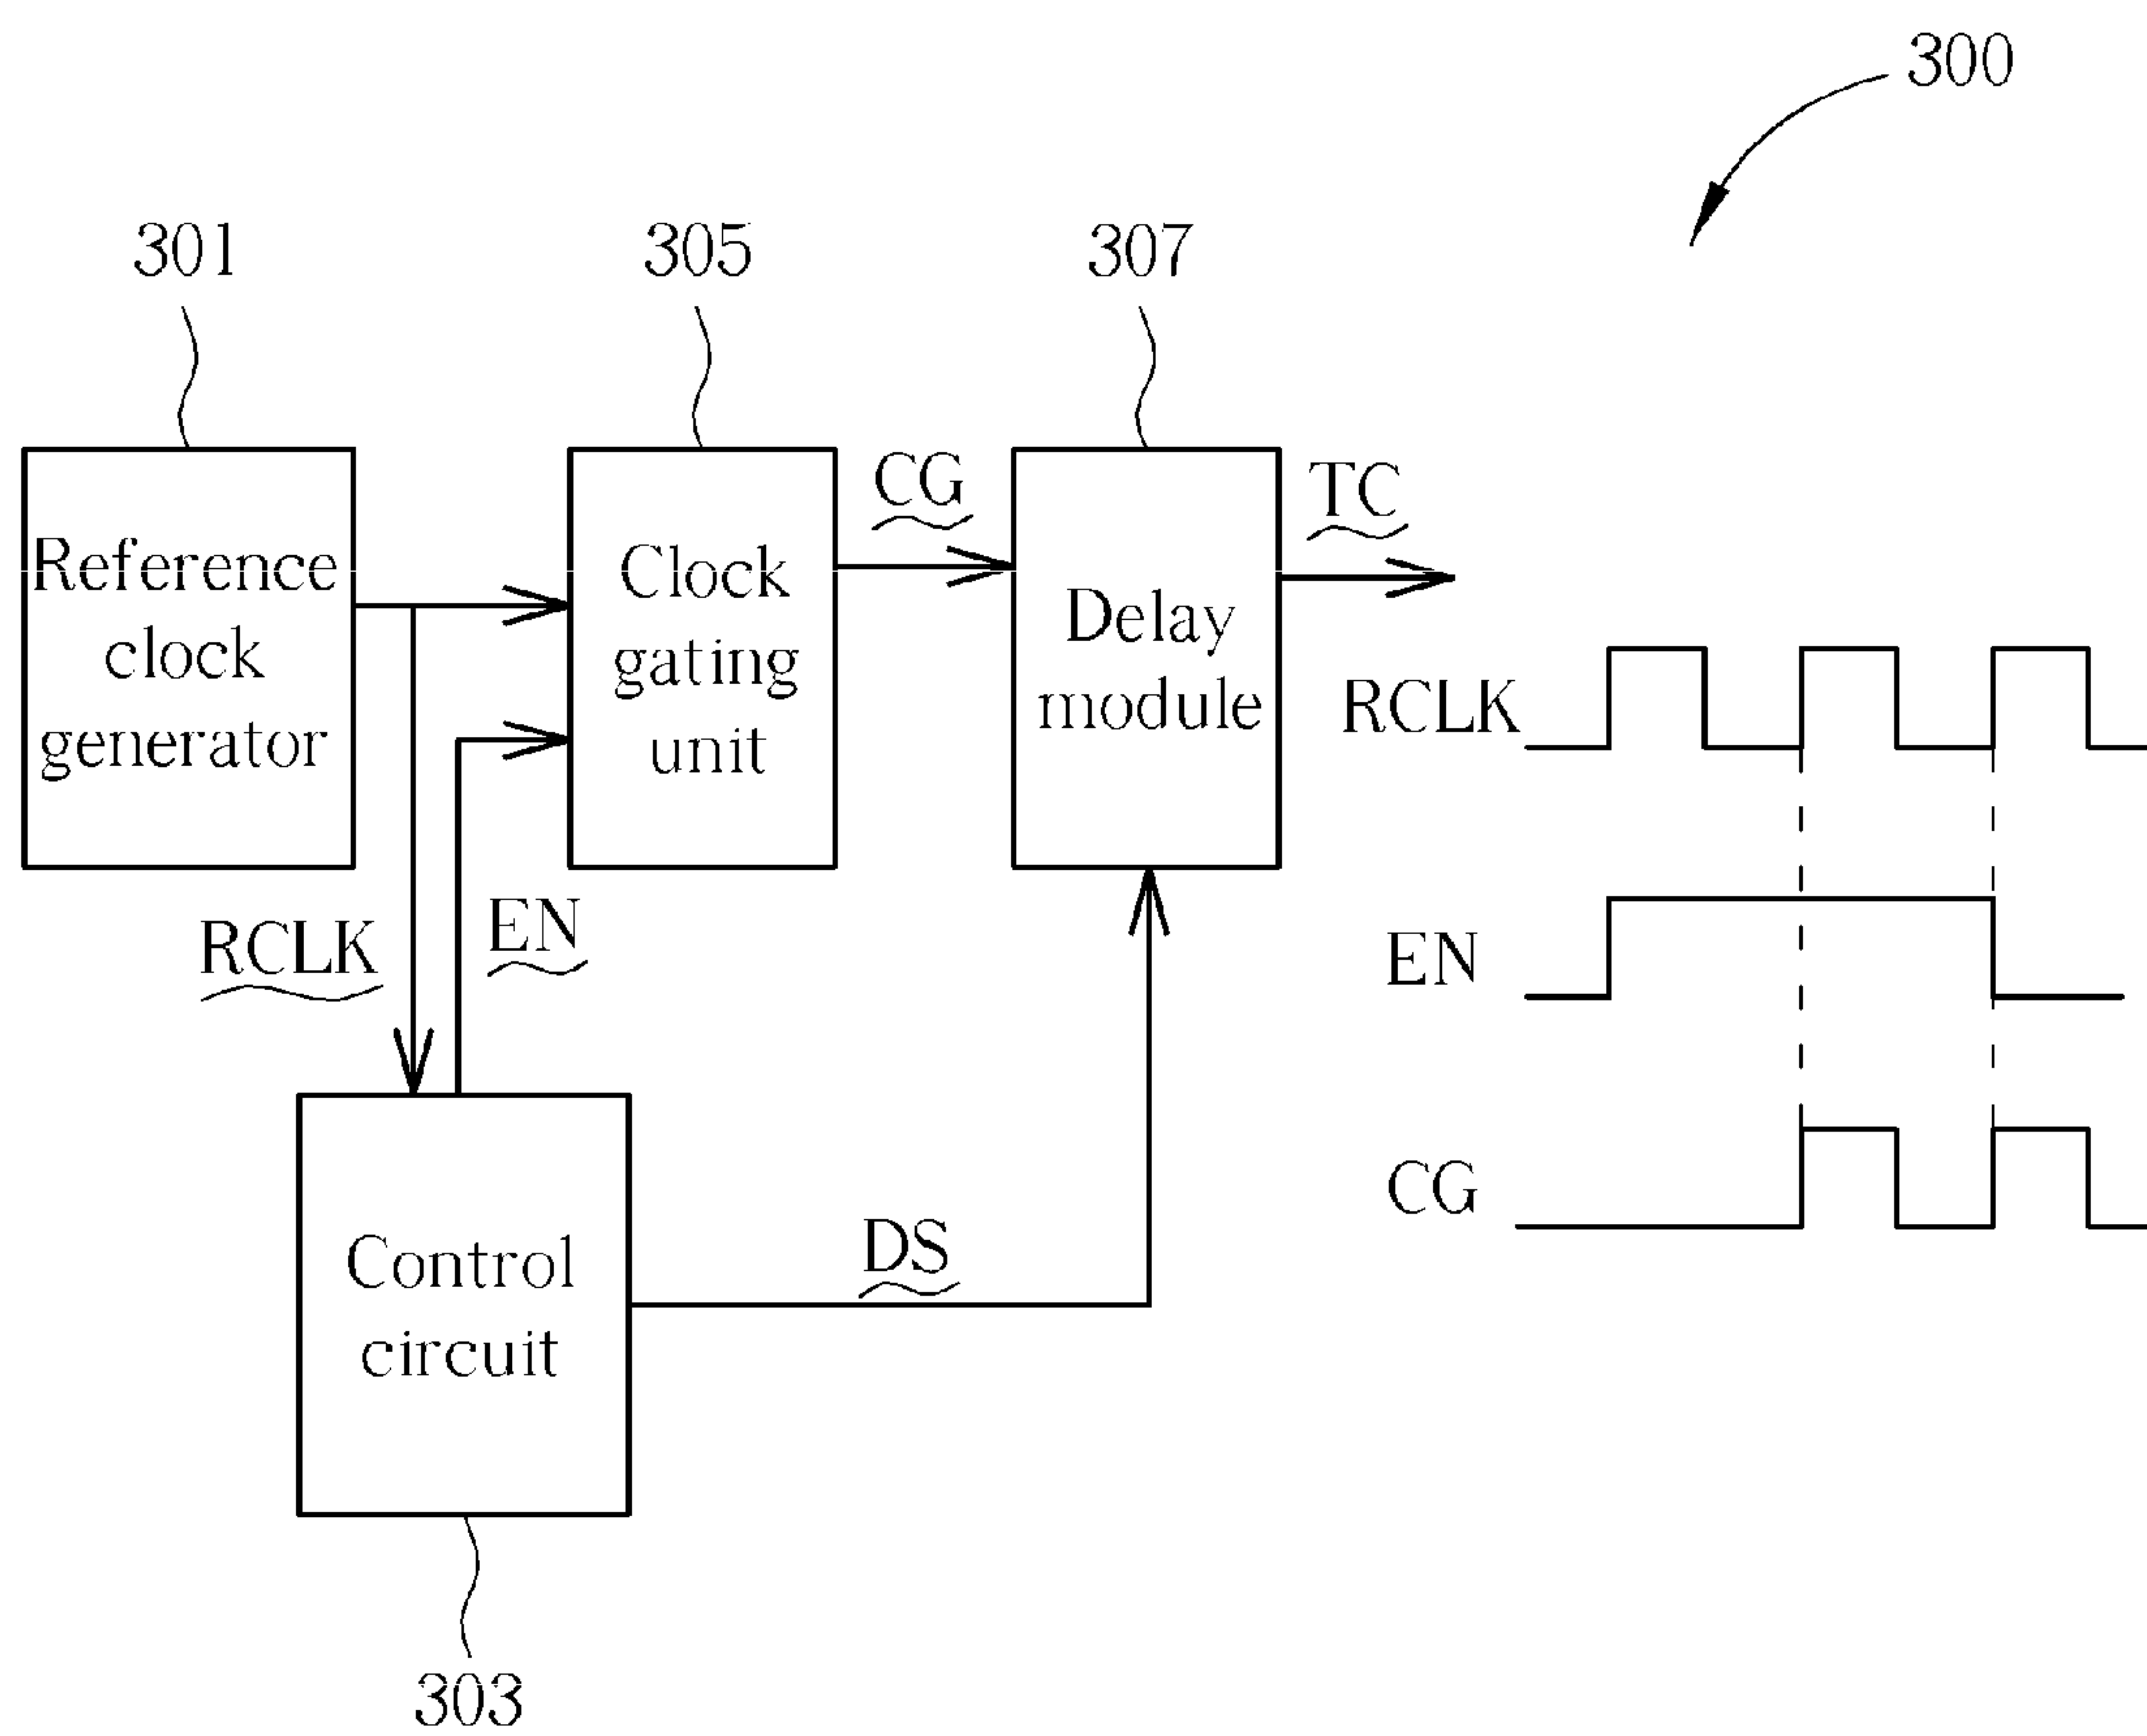 300
301
305
307
Reference
clock
generator
Clock
gating
unit
CG
Delay
module
TC
RCLK
EN
Control
circuit
DS
303
RCLK
EN
CG